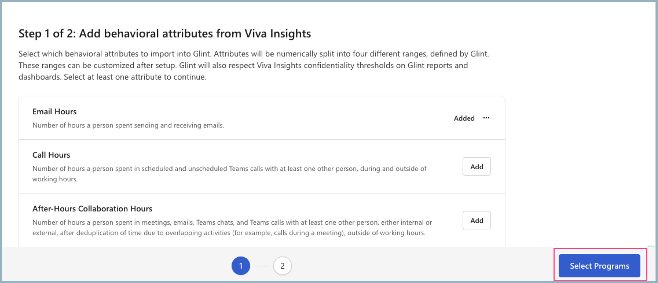 Step 1 of 2: Add behavioral attributes from Viva Insights
Select which behavioral attributes to import into Glint. Attributes will be numerically split into four different ranges, defined by Glint.
These ranges can be customized after setup. Glint will also respect Viva Insights confidentiality thresholds on Glint reports and
dashboards. Select at least one attribute to continue.
Email Hours
Number of hours a person spent sending and receiving emails.
Added ···
Call Hours
Number of hours a person spent in scheduled and unscheduled Teams calls with at least one other person, during and outside of
working hours.
Add
After-Hours Collaboration Hours
Number of hours a person spent in meetings, emails, Teams chats, and Teams calls with at least one other person, either internal or
external, after deduplication of time due to overlapping activities (for example, calls during a meeting), outside of working hours.
Add
1 2
Select Programs